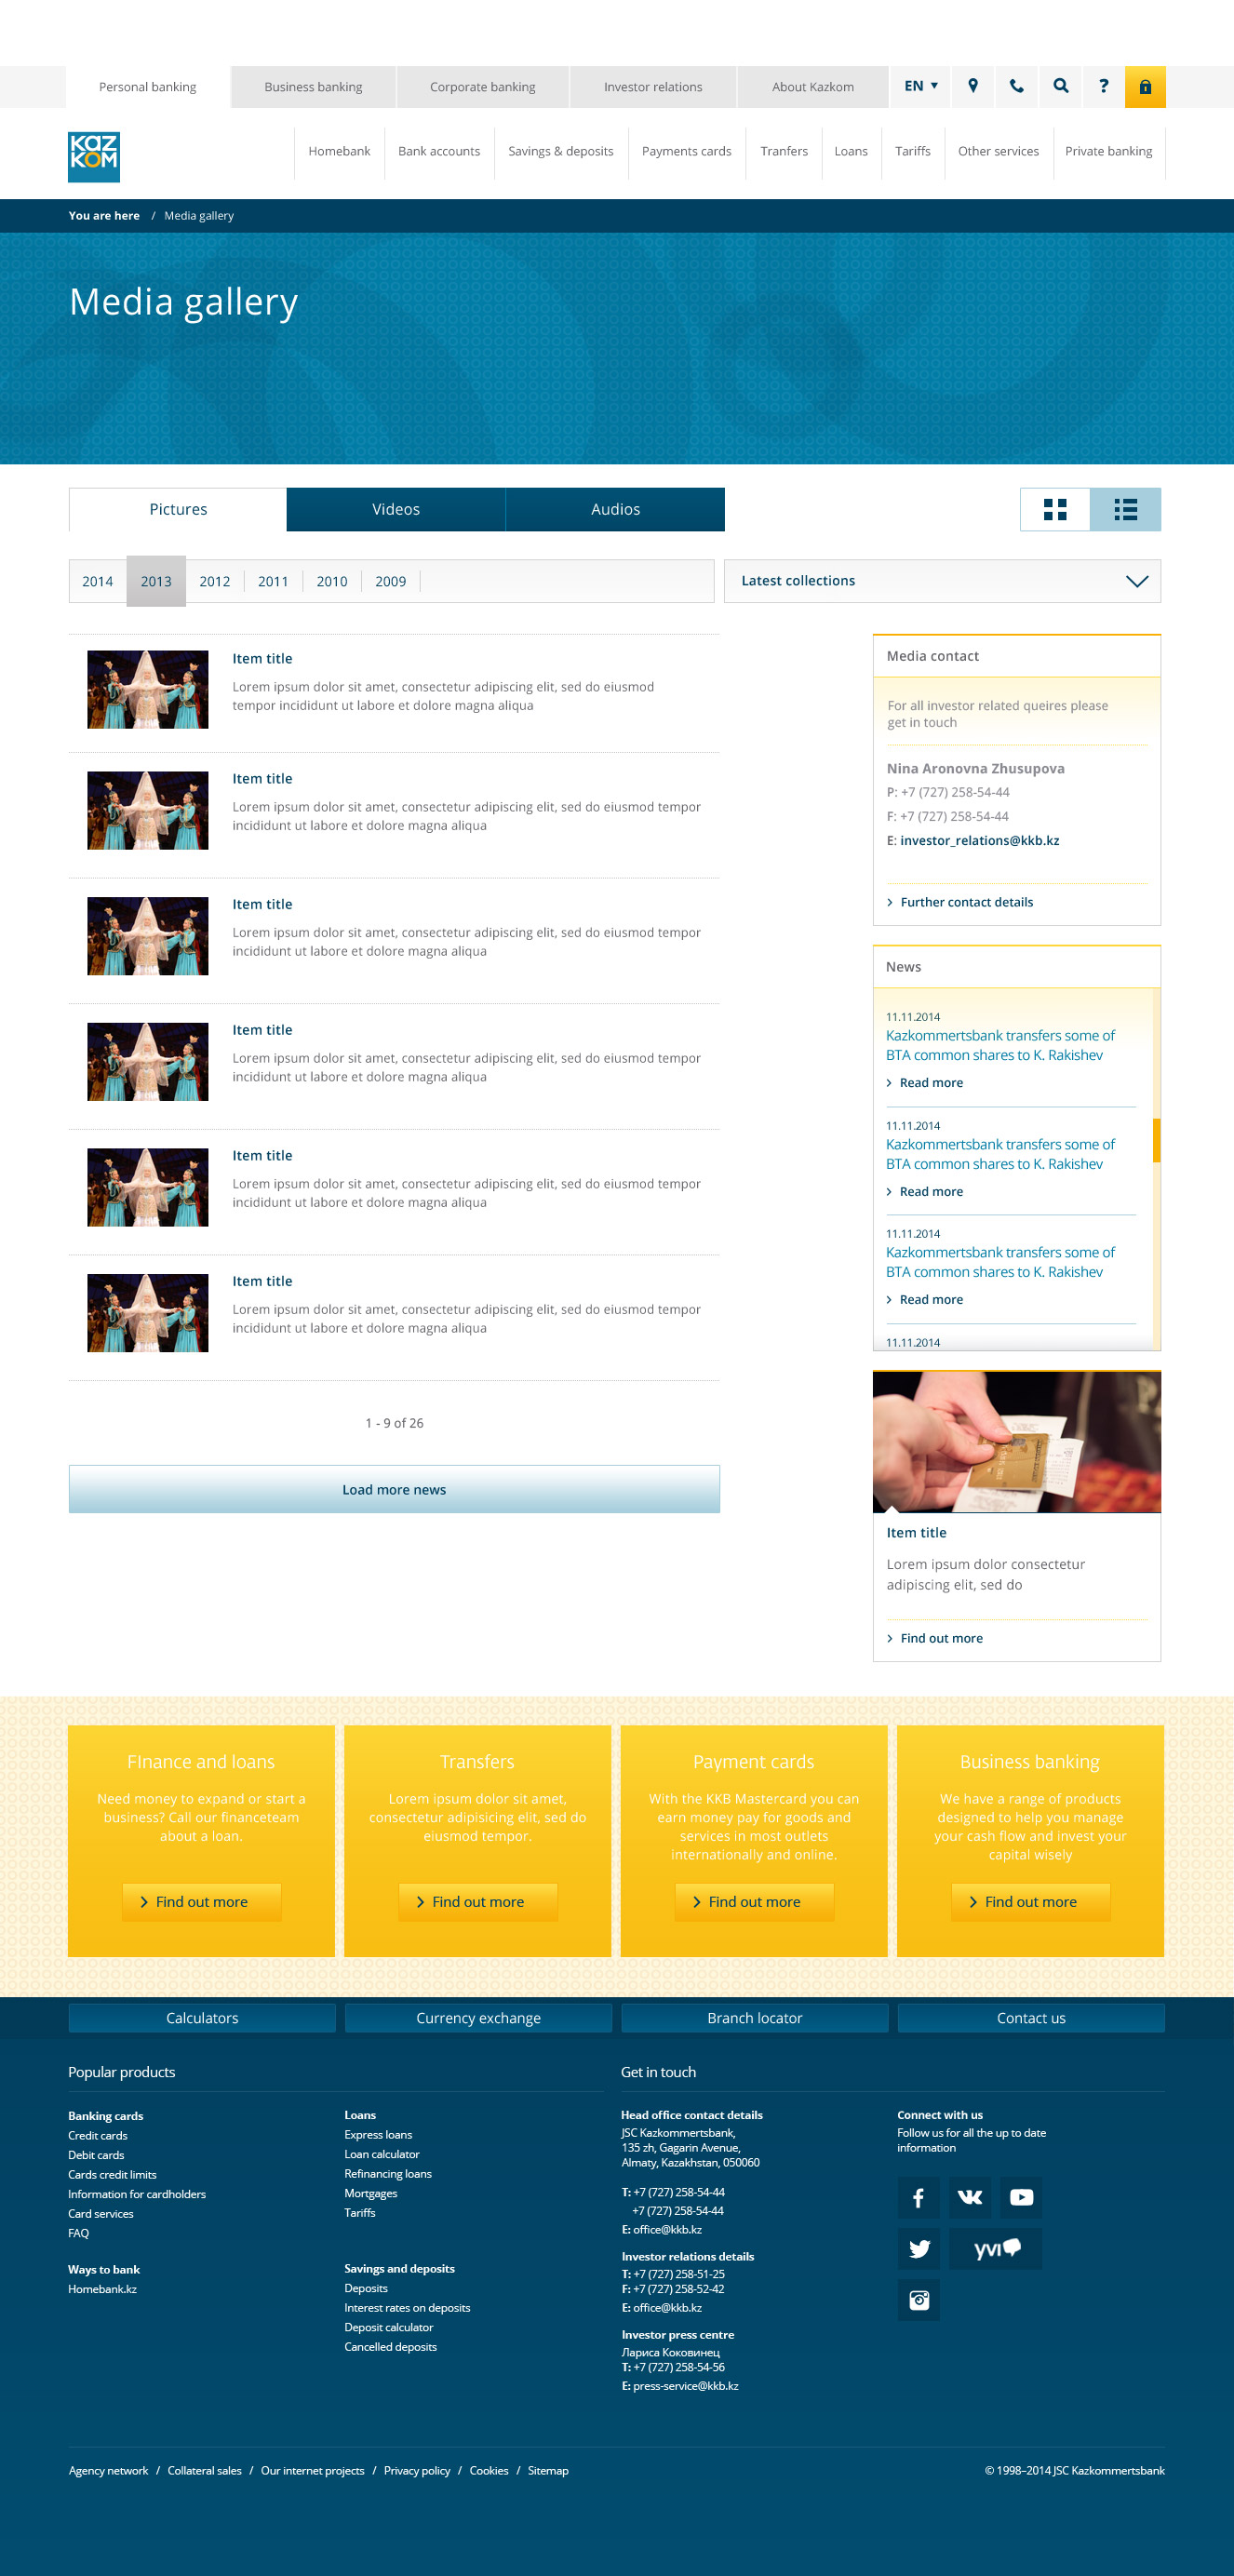 Personal banking
Business banking
Corporate banking
Investor relations
About Kazkom
EN
?
KAZ
KOM
Homebank
Bank accounts
Savings & deposits
Payments cards
Tranfers
Loans
Tariffs
Other services
Private banking
You are here / Media gallery
Media gallery
Pictures
Videos
Audios
2014
2013
2012
2011
2010
2009
Latest collections
Item title
Lorem ipsum dolor sit amet, consectetur adipiscing elit, sed do eiusmod
tempor incididunt ut labore et dolore magna aliqua
Item title
Lorem ipsum dolor sit amet, consectetur adipiscing elit, sed do eiusmod tempor
incididunt ut labore et dolore magna aliqua
Item title
Lorem ipsum dolor sit amet, consectetur adipiscing elit, sed do eiusmod tempor
incididunt ut labore et dolore magna aliqua
Item title
Lorem ipsum dolor sit amet, consectetur adipiscing elit, sed do eiusmod tempor
incididunt ut labore et dolore magna aliqua
Item title
Lorem ipsum dolor sit amet, consectetur adipiscing elit, sed do eiusmod tempor
incididunt ut labore et dolore magna aliqua
Item title
Lorem ipsum dolor sit amet, consectetur adipiscing elit, sed do eiusmod tempor
incididunt ut labore et dolore magna aliqua
1 - 9 of 26
Load more news
Media contact
For all investor related queires please
get in touch
Nina Aronovna Zhusupova
P: +7 (727) 258-54-44
F: +7 (727) 258-54-44
E: investor_relations@kkb.kz
Further contact details
News
11.11.2014
Kazkommertsbank transfers some of
BTA common shares to K. Rakishev
Read more
11.11.2014
Kazkommertsbank transfers some of
BTA common shares to K. Rakishev
Read more
11.11.2014
Kazkommertsbank transfers some of
BTA common shares to K. Rakishev
Read more
11.11.2014
Item title
Lorem ipsum dolor consectetur
adipiscing elit, sed do
Find out more
FInance and loans
Need money to expand or start a
business? Call our financeteam
about a loan.
Find out more
Transfers
Lorem ipsum dolor sit amet,
consectetur adipisicing elit, sed do
eiusmod tempor.
Find out more
Payment cards
With the KKB Mastercard you can
earn money pay for goods and
services in most outlets
internationally and online.
Find out more
Business banking
We have a range of products
designed to help you manage
your cash flow and invest your
capital wisely
Find out more
Calculators
Currency exchange
Branch locator
Contact us
Popular products
Banking cards
Credit cards
Debit cards
Cards credit limits
Information for cardholders
Card services
FAQ
Ways to bank
Homebank.kz
Loans
Express loans
Loan calculator
Refinancing loans
Mortgages
Tariffs
Savings and deposits
Deposits
Interest rates on deposits
Deposit calculator
Cancelled deposits
Get in touch
Head office contact details
JSC Kazkommertsbank,
135 zh, Gagarin Avenue,
Almaty, Kazakhstan, 050060
T: +7 (727) 258-54-44
+7 (727) 258-54-44
E: office@kkb.kz
Investor relations details
T: +7 (727) 258-51-25
F: +7 (727) 258-52-42
E: office@kkb.kz
Investor press centre
Лариса Коковинец
T: +7 (727) 258-54-56
E: press-service@kkb.kz
Connect with us
Follow us for all the up to date
information
yvi
Agency network / Collateral sales / Our internet projects / Privacy policy / Cookies / Sitemap
© 1998–2014 JSC Kazkommertsbank